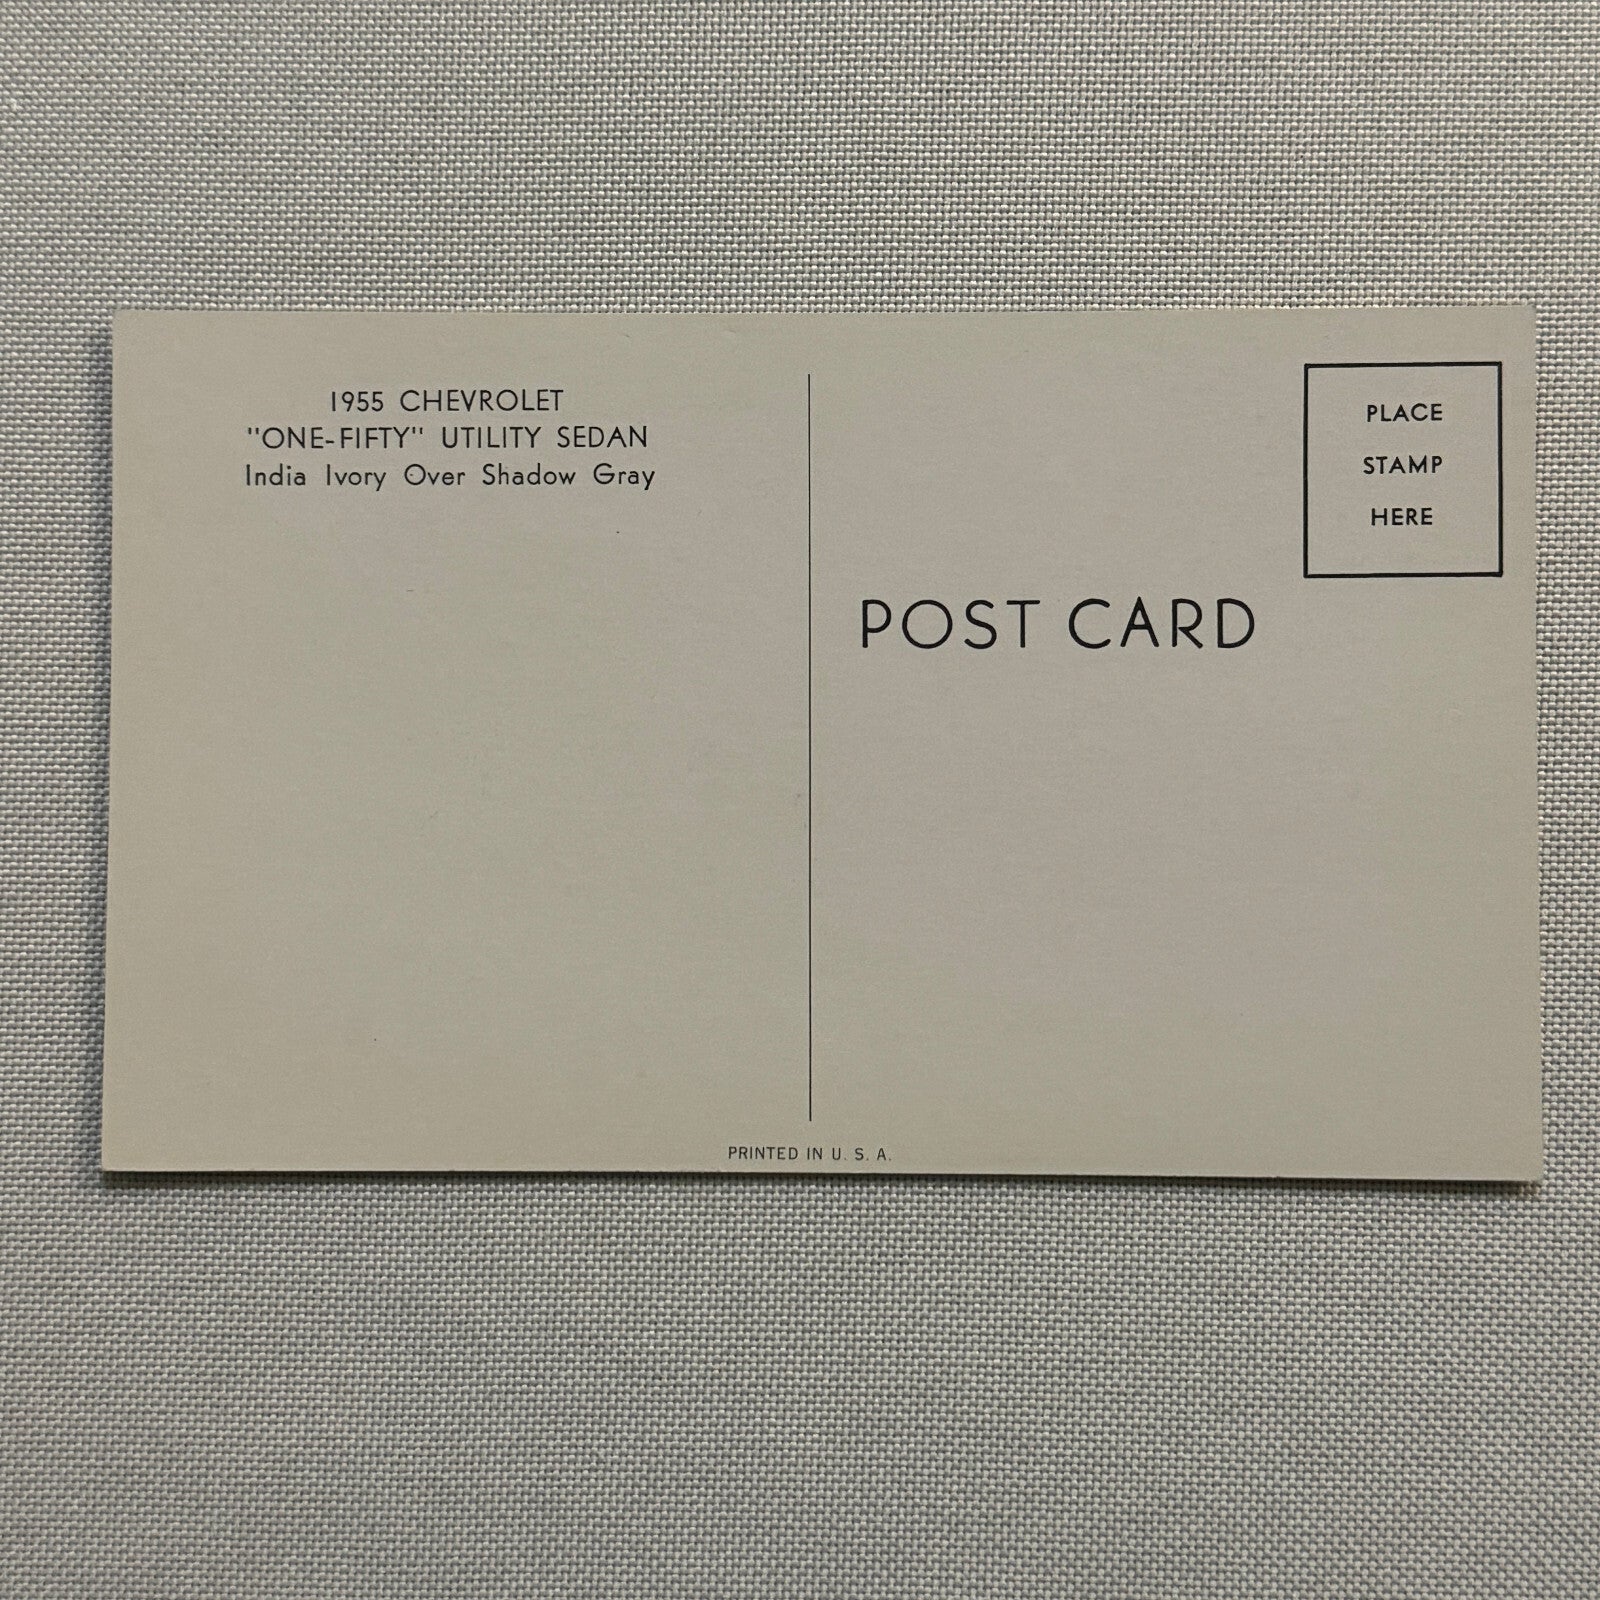 1955 CHEVROLET
"ONE-FIFTY" UTILITY SEDAN
India Ivory Over Shadow Gray
PLACE
STAMP
HERE
POST CARD
PRINTED IN U. S. A.